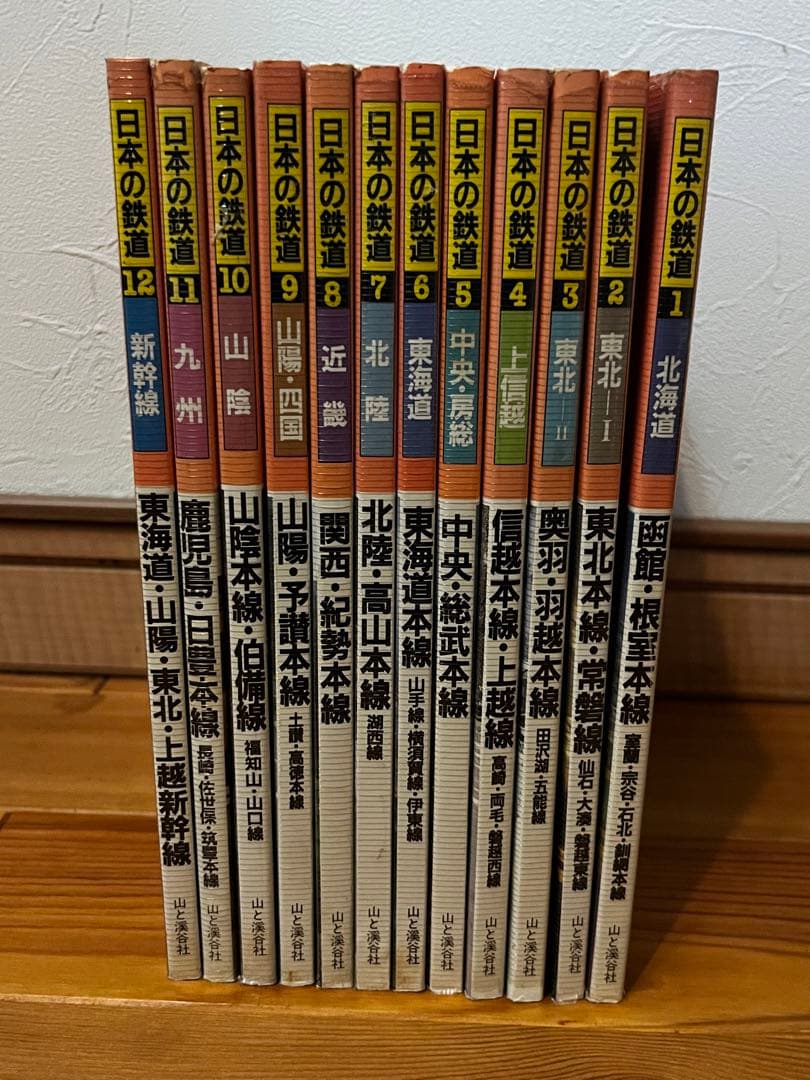 日本の鉄道
12
新幹線
東海道・山陽・東北・上越新幹線
山と溪谷社
日本の鉄道
11
九州
鹿児島・日豊本線
長崎・佐世保・筑豊本線
山と溪谷社
日本の鉄道
10
山陰
山陰本線・伯備線
福知山・山口線
山と溪谷社
日本の鉄道
9
山陽・四国
山陽・予讃本線
土讃・高徳本線
山と溪谷社
日本の鉄道
8
近畿
関西・紀勢本線
山と溪谷社
日本の鉄道
7
北陸
北陸・高山本線
湖西線
山と溪谷社
日本の鉄道
6
東海道
東海道本線
山手線・横須賀線・伊東線
山と溪谷社
日本の鉄道
5
中央・房総
中央・総武本線
山と溪谷社
日本の鉄道
4
上信越
信越本線・上越線
高崎・両毛・磐越西線
山と溪谷社
日本の鉄道
3
東北―II
奥羽・羽越本線
田沢湖・五能線
山と溪谷社
日本の鉄道
2
東北―I
東北本線・常磐線
仙石・大湊・磐越東線
山と溪谷社
日本の鉄道
1
北海道
函館・根室本線
室蘭・宗谷・石北・釧網本線
山と溪谷社